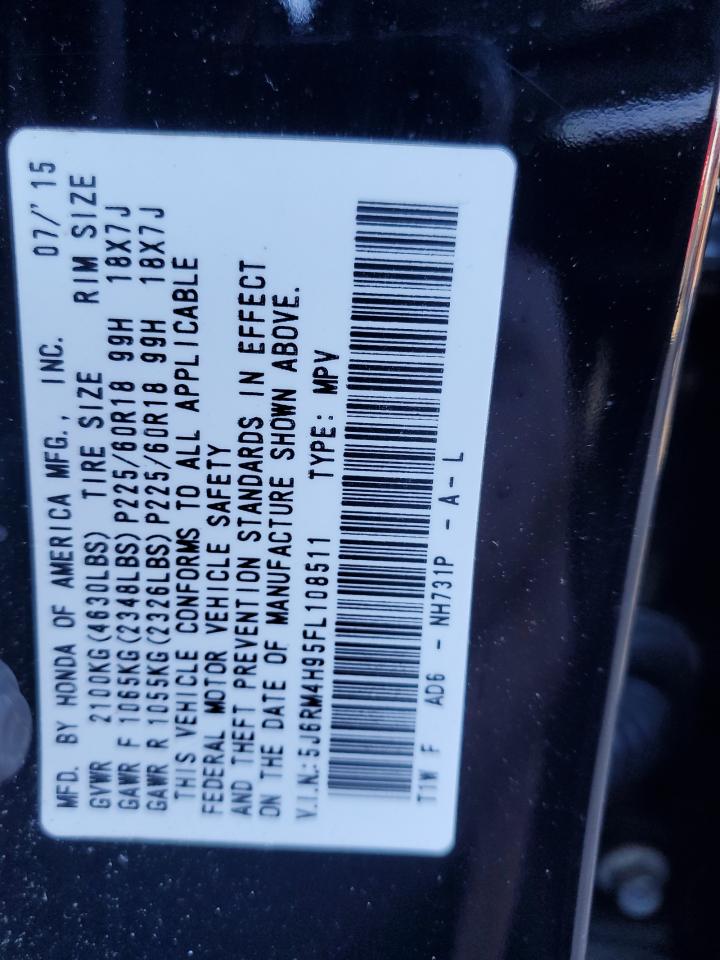 MFD. BY HONDA OF AMERICA MFG., INC. 07/'15
GVWR 2100KG(4630LBS) TIRE SIZE RIM SIZE
GAWR F 1065KG(2348LBS)P225/60R18 99H 18X7J
GAWR R 1055KG(2326LBS)P225/60R18 99H 18X7J
THIS VEHICLE CONFORMS TO ALL APPLICABLE
FEDERAL MOTOR VEHICLE SAFETY
AND THEFT PREVENTION STANDARDS IN EFFECT
ON THE DATE OF MANUFACTURE SHOWN ABOVE.
V.I.N.:5J6RM4H95FL108511 TYPE: MPV
T1W F AD6 - NH731P - A - L